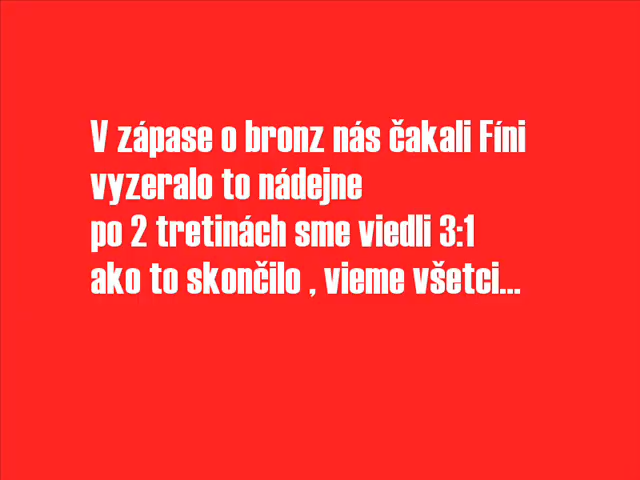 V zápase o bronz nás čakali Fíni
vyzeralo to nádejne
po 2 tretinách sme viedli 3:1
ako to skončilo , vieme všetci...